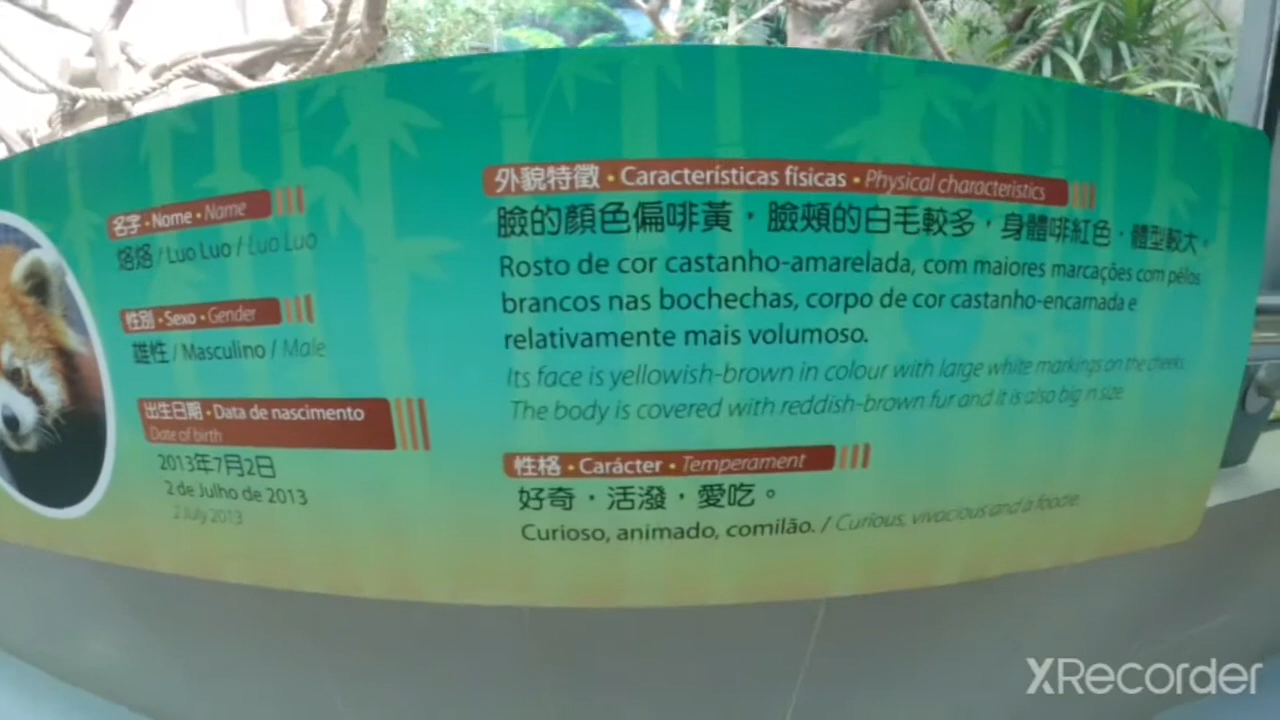 名字 · Nome · Name
烙烙 / Luo Luo / Luo Luo
性別 · Sexo · Gender
雄性 / Masculino / Male
出生日期 · Data de nascimento
Date of birth
2013年7月2日
2 de Julho de 2013
2 July 2013
外貌特徵 · Características físicas · Physical characteristics
臉的顏色偏啡黃，臉頰的白毛較多，身體啡紅色，體型較大。
Rosto de cor castanho-amarelada, com maiores marcações com pêlos
brancos nas bochechas, corpo de cor castanho-encarnada e
relativamente mais volumoso.
Its face is yellowish-brown in colour with large white markings on the cheeks.
The body is covered with reddish-brown fur and it is also big in size.
性格 · Carácter · Temperament
好奇，活潑，愛吃。
Curioso, animado, comilão. / Curious, vivacious and a foodie.
XRecorder